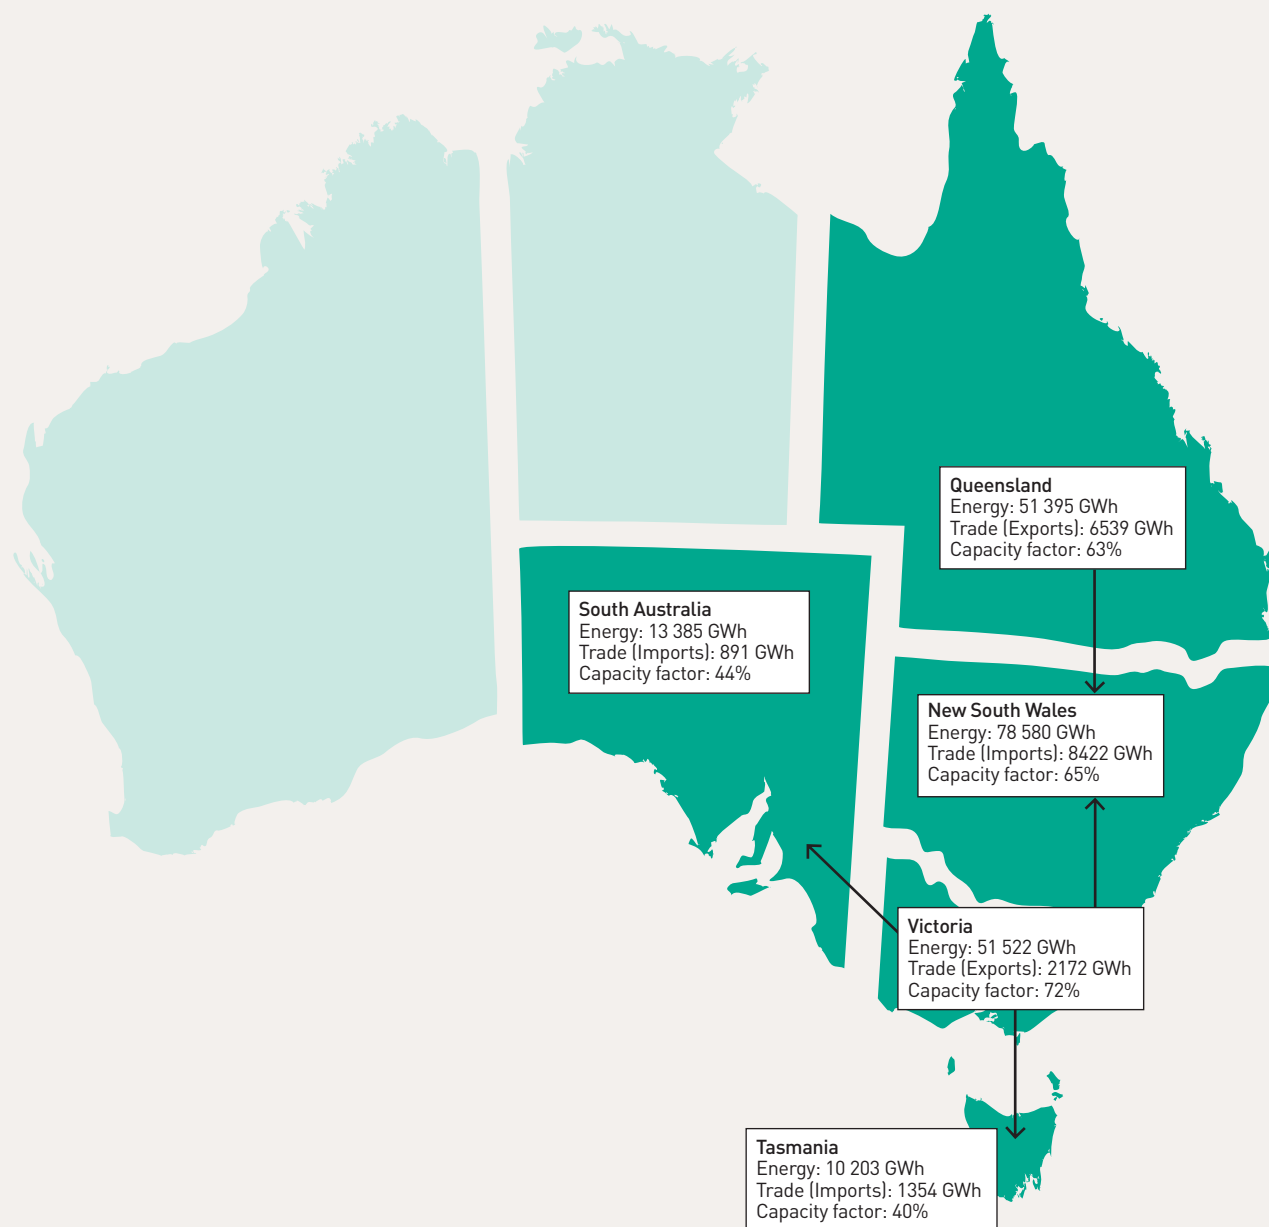 Queensland
Energy: 51 395 GWh
Trade (Exports): 6539 GWh
Capacity factor: 63%
South Australia
Energy: 13 385 GWh
Trade (Imports): 891 GWh
Capacity factor: 44%
New South Wales
Energy: 78 580 GWh
Trade (Imports): 8422 GWh
Capacity factor: 65%
Victoria
Energy: 51 522 GWh
Trade (Exports): 2172 GWh
Capacity factor: 72%
Tasmania
Energy: 10 203 GWh
Trade (Imports): 1354 GWh
Capacity factor: 40%